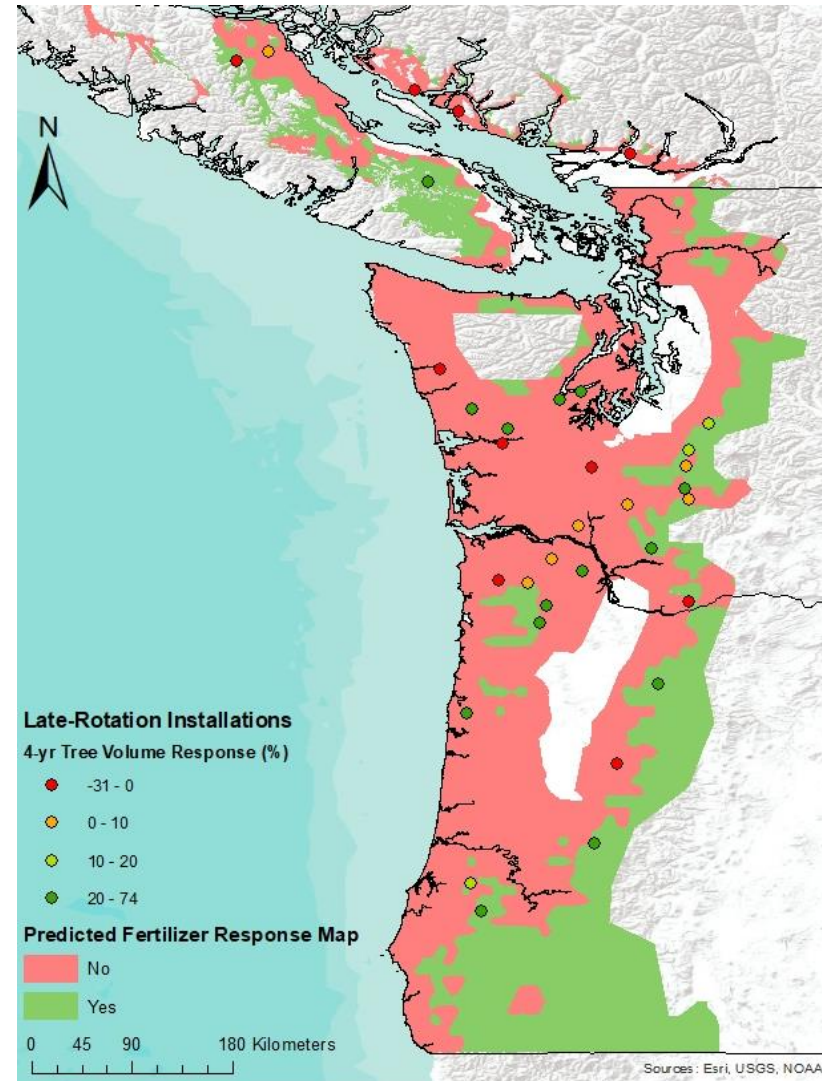 N
Late-Rotation Installations
4-yr Tree Volume Response (%)
-31 - 0
0 - 10
10 - 20
20 - 74
Predicted Fertilizer Response Map
No
Yes
0 45 90 180 Kilometers
Sources: Esri, USGS, NOAA